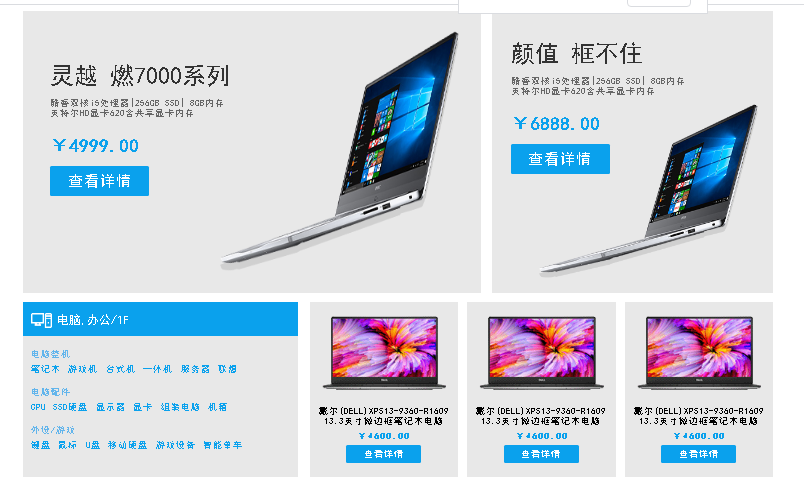 灵越 燃7000系列
酷睿双核i5处理器|256GB SSD| 8GB内存
英特尔HD显卡620含共享显卡内存
￥4999.00
查看详情
颜值 框不住
酷睿双核i5处理器|256GB SSD| 8GB内存
英特尔HD显卡620含共享显卡内存
￥6888.00
查看详情
电脑,办公/1F
电脑整机
笔记本 游戏机 台式机 一体机 服务器 联想
电脑配件
CPU SSD硬盘 显示器 显卡 组装电脑 机箱
外设/游戏
键盘 鼠标 U盘 移动硬盘 游戏设备 智能单车
戴尔(DELL)XPS13-9360-R1609
13.3英寸微边框笔记本电脑
￥4600.00
查看详情
戴尔(DELL)XPS13-9360-R1609
13.3英寸微边框笔记本电脑
￥4600.00
查看详情
戴尔(DELL)XPS13-9360-R1609
13.3英寸微边框笔记本电脑
￥4600.00
查看详情